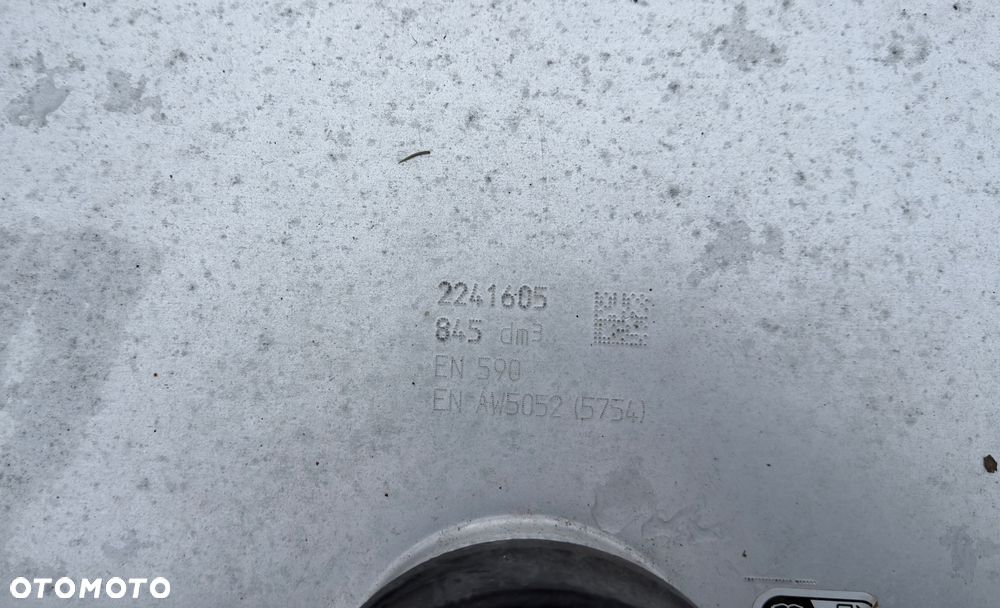 2241605
845 dm³
EN 590
EN AW5052 (5754)
OTOMOTO